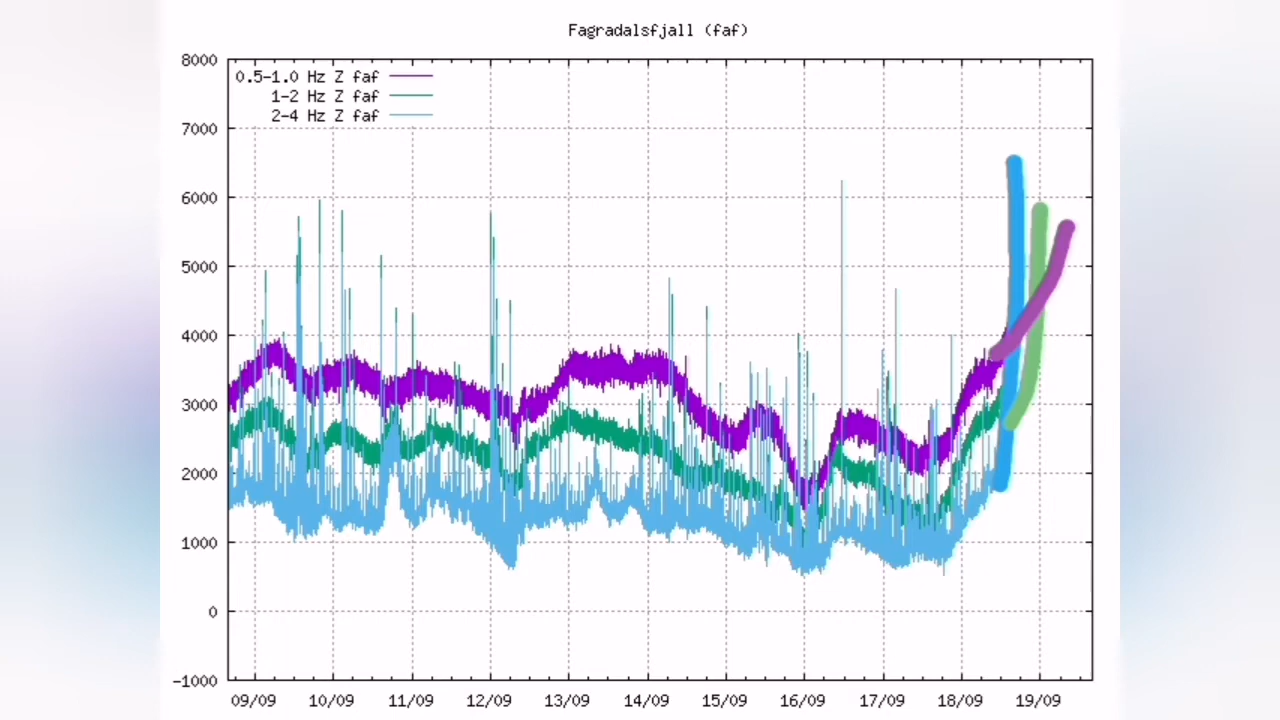 Fagradalsfjall (faf)
8000
0.5-1.0 Hz Z faf
1-2 Hz Z faf
2-4 Hz Z faf
7000
6000
5000
4000
3000
2000
1000
0
-1000
09/09 10/09 11/09 12/09 13/09 14/09 15/09 16/09 17/09 18/09 19/09